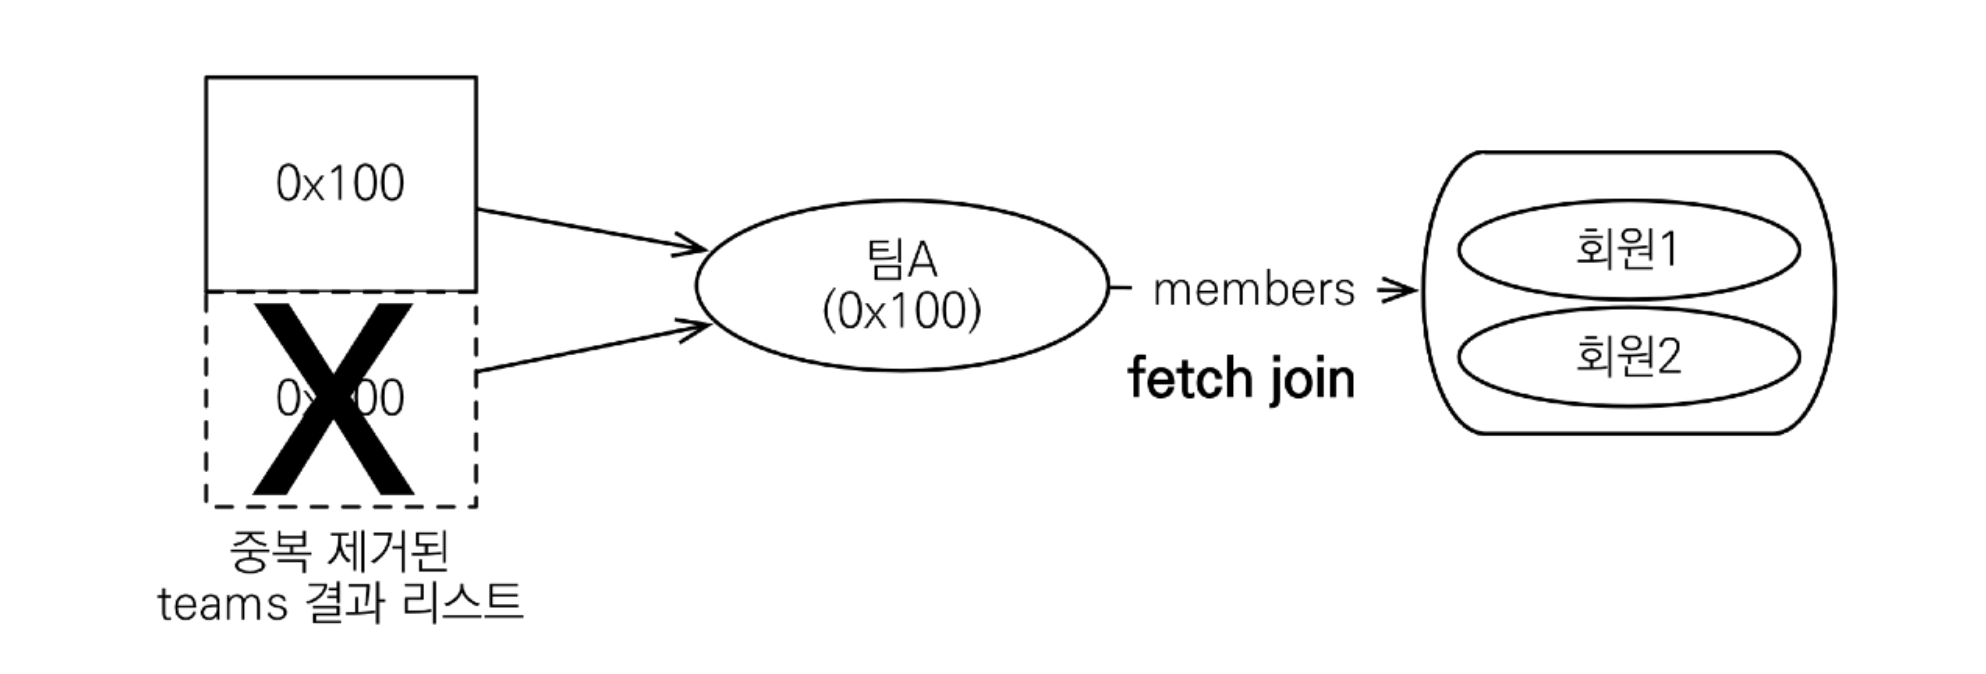 0x100
0x100
중복 제거된
teams 결과 리스트
팀A
(0x100)
members
fetch join
회원1
회원2